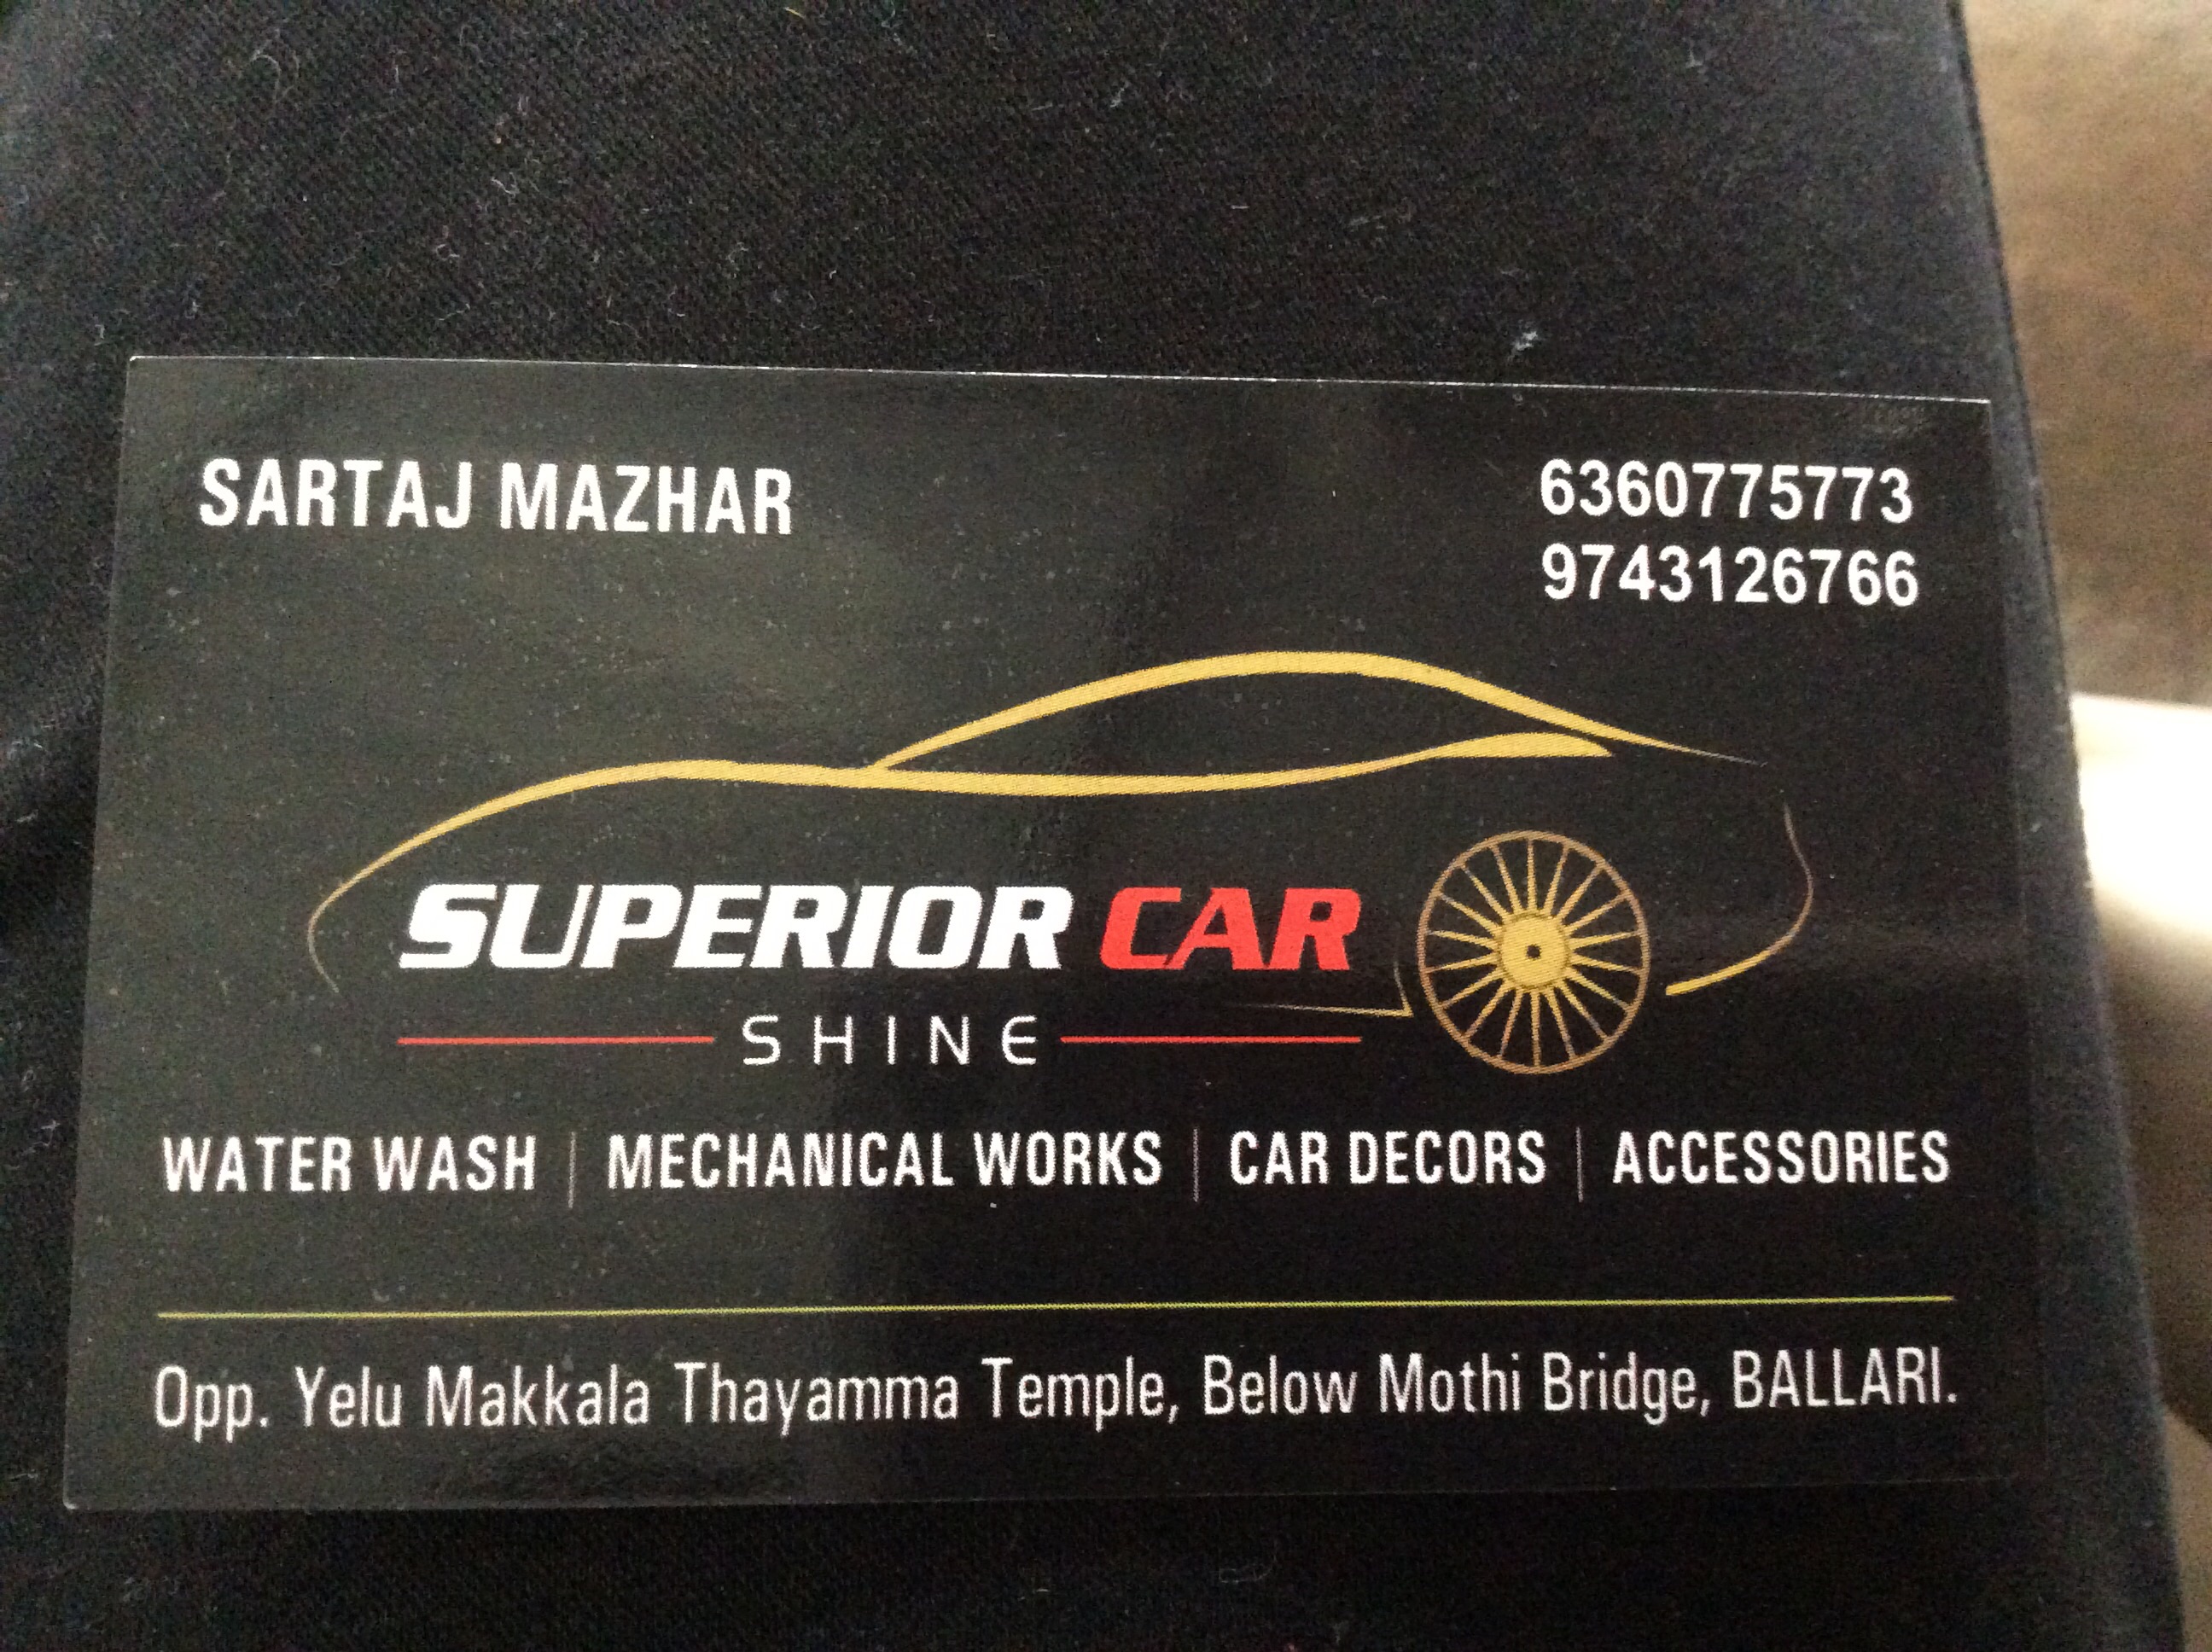 SARTAJ MAZHAR
6360775773
9743126766
SUPERIOR CAR
SHINE
WATER WASH | MECHANICAL WORKS | CAR DECORS | ACCESSORIES
Opp. Yelu Makkala Thayamma Temple, Below Mothi Bridge, BALLARI.